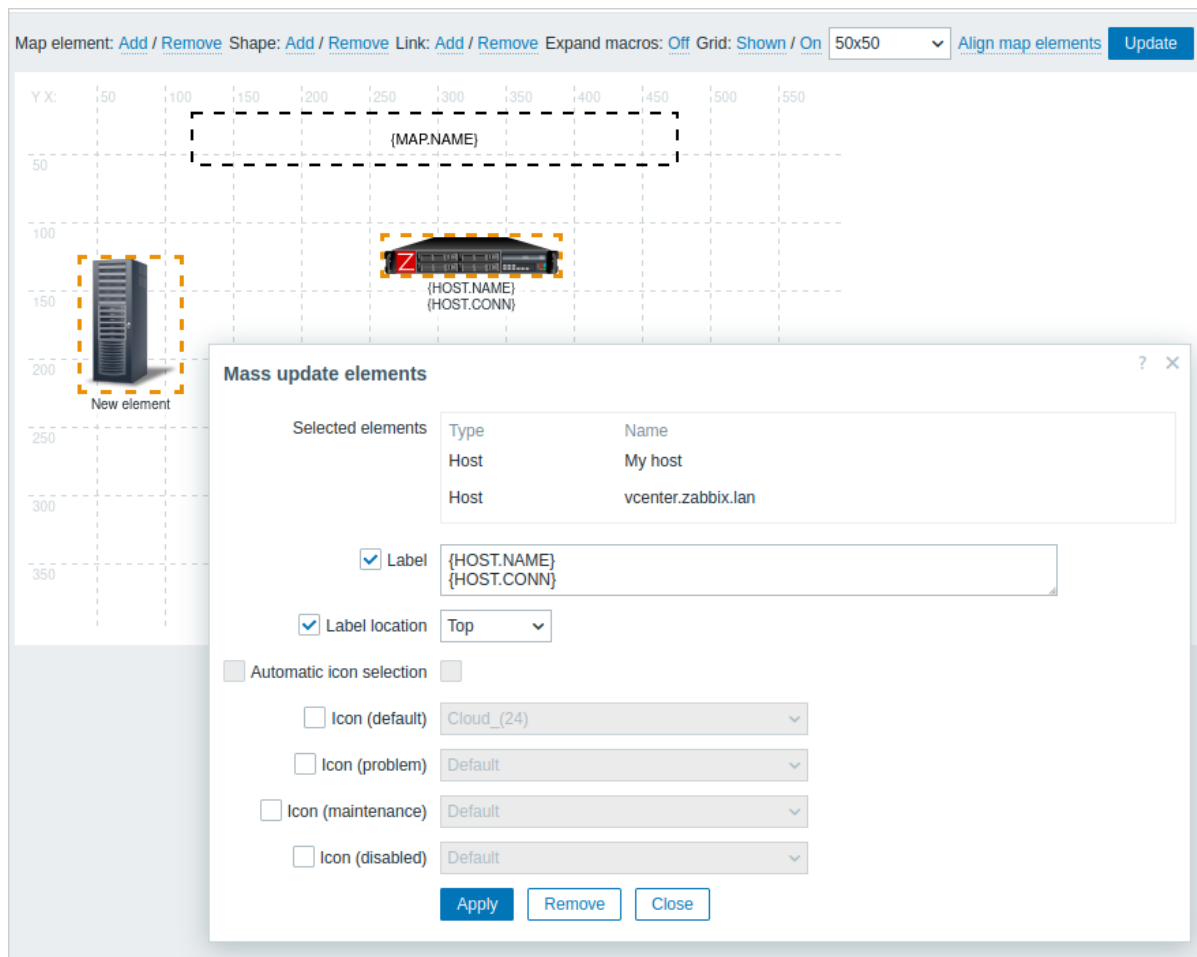 Map element: Add / Remove Shape: Add / Remove Link: Add / Remove Expand macros: Off Grid: Shown / On 50x50 Align map elements Update
Y X: 50 100 150 200 250 300 350 400 450 500 550
{MAP.NAME}
50
100
Z
{HOST.NAME}
150
{HOST.CONN}
200
New element
250
300
350
Mass update elements ? ×
Selected elements Type Name
Host My host
Host vcenter.zabbix.lan
Label {HOST.NAME}
{HOST.CONN}
Label location Top
Automatic icon selection
Icon (default) Cloud_(24)
Icon (problem) Default
Icon (maintenance) Default
Icon (disabled) Default
Apply Remove Close